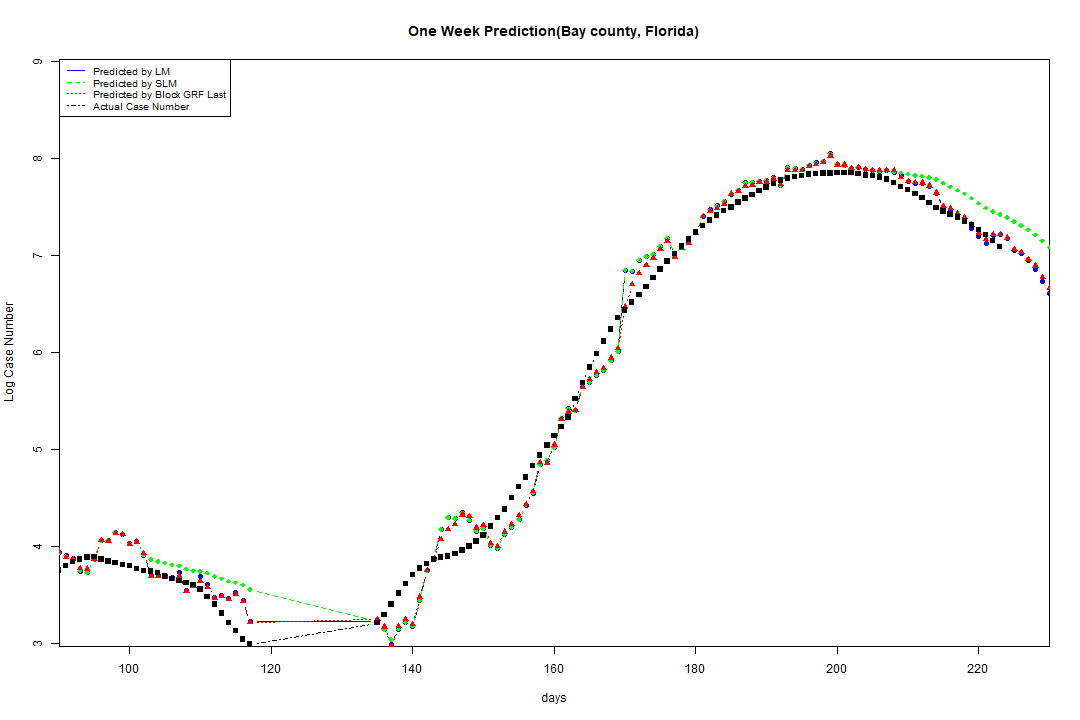 One Week Prediction(Bay county, Florida)
Predicted by LM
Predicted by SLM
Predicted by Block GRF Last
Actual Case Number
9
8
7
6
5
4
3
Log Case Number
100 120 140 160 180 200 220
days